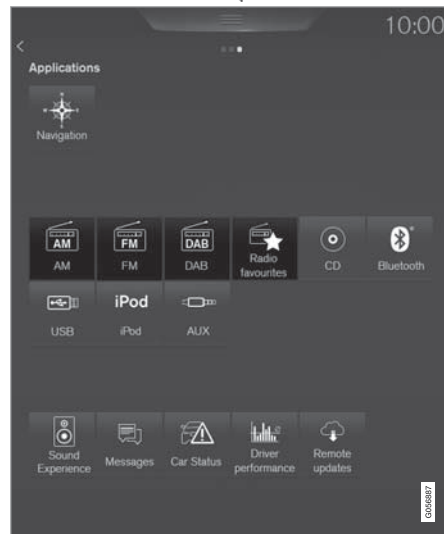 10:00
Applications
Navigation
AM FM DAB
AM FM DAB Radio favourites CD Bluetooth
iPod
USB iPod AUX
Sound Experience Messages Car Status Driver performance Remote updates
G056887